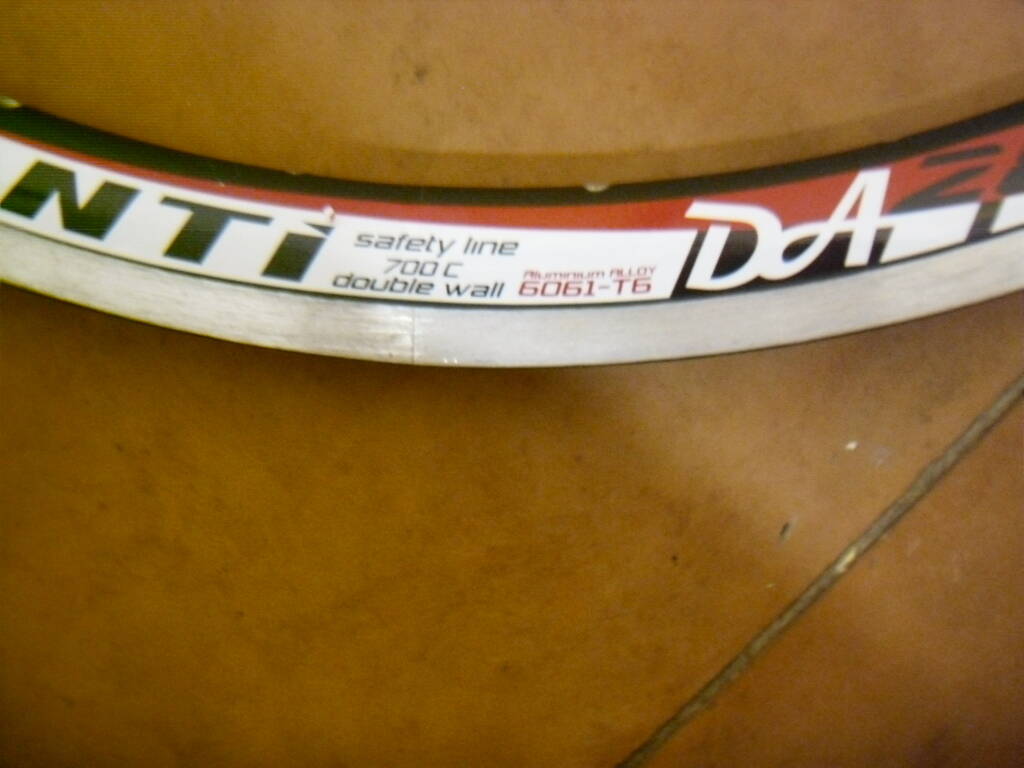 NTi
safety line
700 C
double wall
Aluminium ALLOY
6061-T6
DA